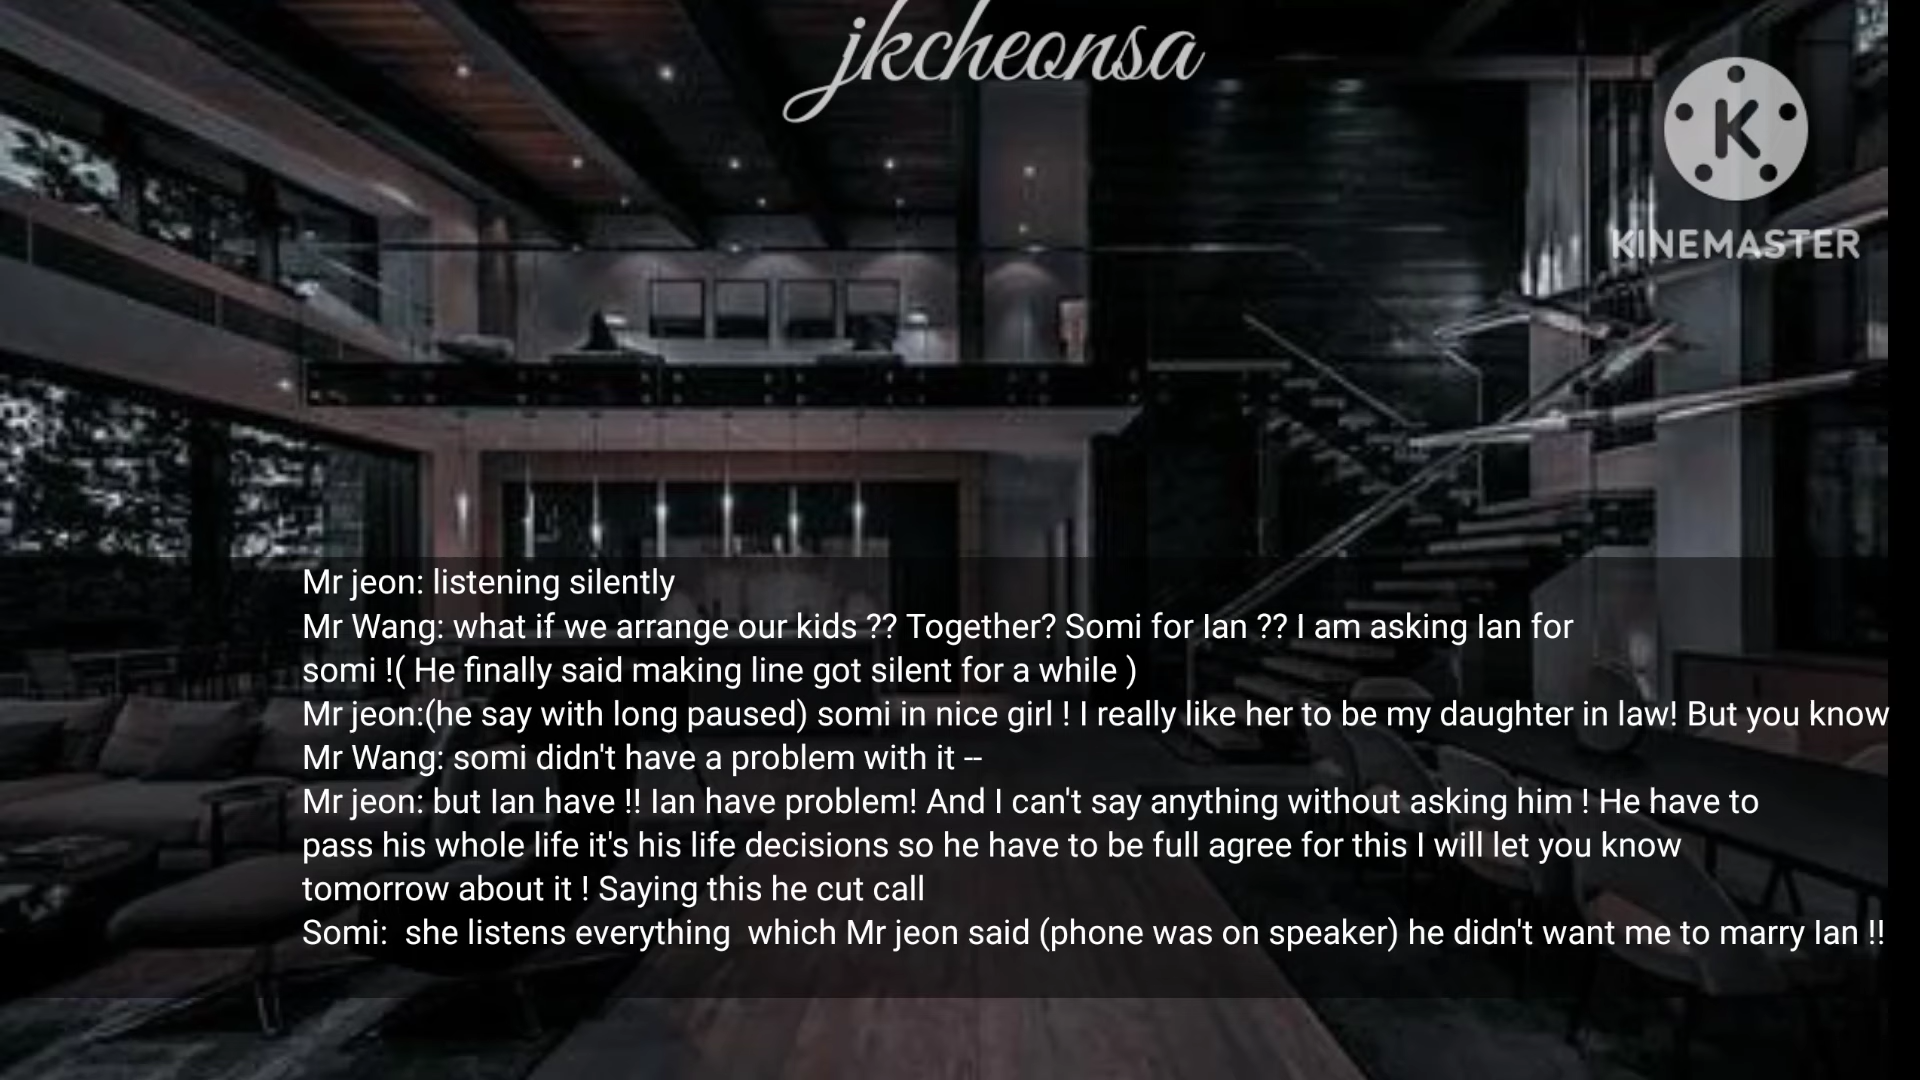 jkcheonsa
KINEMASTER
Mr jeon: listening silently
Mr Wang: what if we arrange our kids ?? Together? Somi for Ian ?? I am asking Ian for
somi !( He finally said making line got silent for a while )
Mr jeon:(he say with long paused) somi in nice girl ! I really like her to be my daughter in law! But you know
Mr Wang: somi didn't have a problem with it --
Mr jeon: but Ian have !! Ian have problem! And I can't say anything without asking him ! He have to
pass his whole life it's his life decisions so he have to be full agree for this I will let you know
tomorrow about it ! Saying this he cut call
Somi:  she listens everything  which Mr jeon said (phone was on speaker) he didn't want me to marry Ian !!